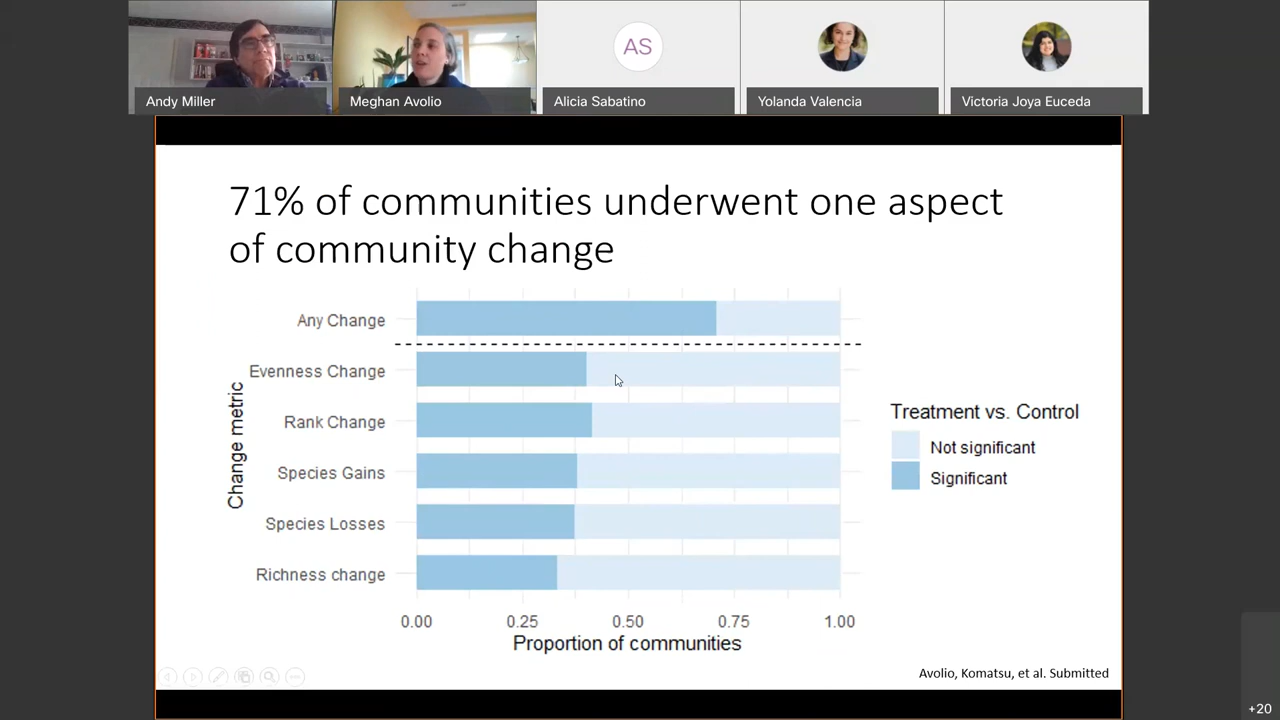 AS
Andy Miller
Meghan Avolio
Alicia Sabatino
Yolanda Valencia
Victoria Joya Euceda
71% of communities underwent one aspect
of community change
Change metric
Any Change
Evenness Change
Rank Change
Species Gains
Species Losses
Richness change
0.00 0.25 0.50 0.75 1.00
Proportion of communities
Treatment vs. Control
Not significant
Significant
Avolio, Komatsu, et al. Submitted
+20